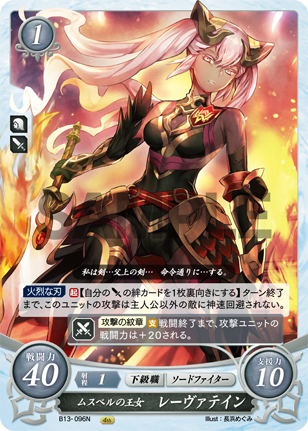 1
SAMPLE
私は剣…父上の剣… 命令通りに…する。
火烈な刃 起【自分の の絆カードを1枚裏向きにする】ターン終了
まで、このユニットの攻撃は主人公以外の敵に神速回避されない。
攻撃の紋章 支 戦闘終了まで、攻撃ユニットの
戦闘力は+20される。
戦闘力 40
射程 1 下級職 ソードファイター
支援力 10
ムスペルの王女 レーヴァテイン
B13-096N 4th Illust:長浜めぐみ